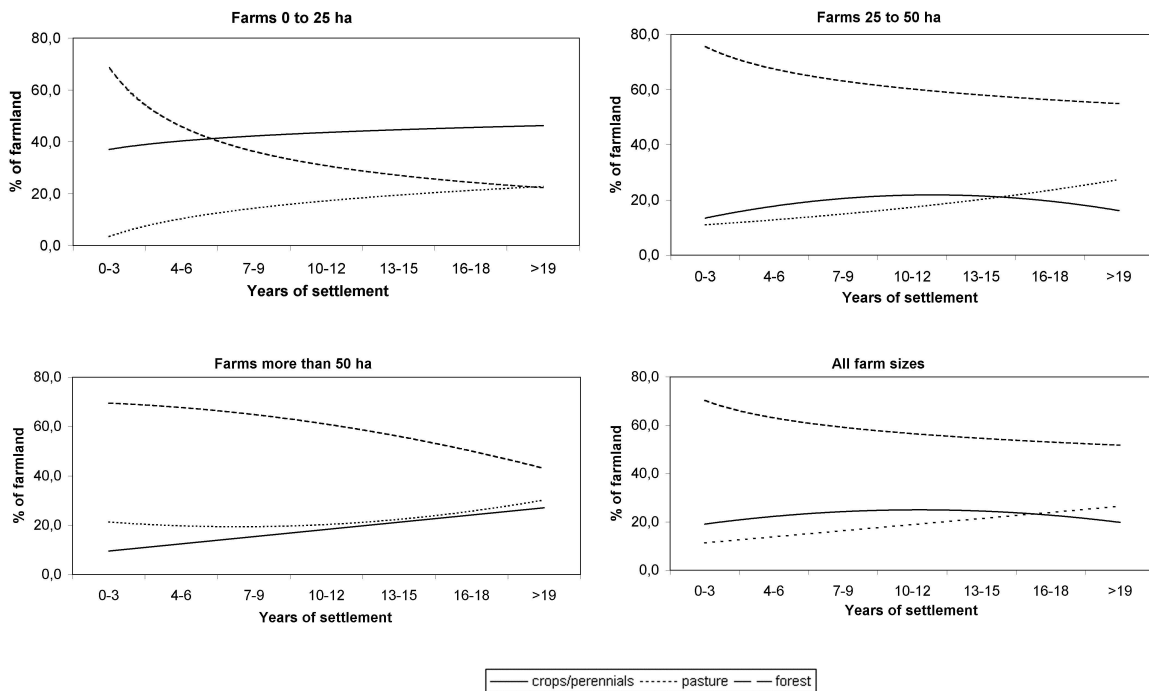 Farms 0 to 25 ha
80,0
60,0
40,0
20,0
0,0
% of farmland
0-3 4-6 7-9 10-12 13-15 16-18 >19
Years of settlement
Farms 25 to 50 ha
80,0
60,0
40,0
20,0
0,0
% of farmland
0-3 4-6 7-9 10-12 13-15 16-18 >19
Years of settlement
Farms more than 50 ha
80,0
60,0
40,0
20,0
0,0
% of farmland
0-3 4-6 7-9 10-12 13-15 16-18 >19
Years of settlement
All farm sizes
80,0
60,0
40,0
20,0
0,0
% of farmland
0-3 4-6 7-9 10-12 13-15 16-18 >19
Years of settlement
crops/perennials pasture forest